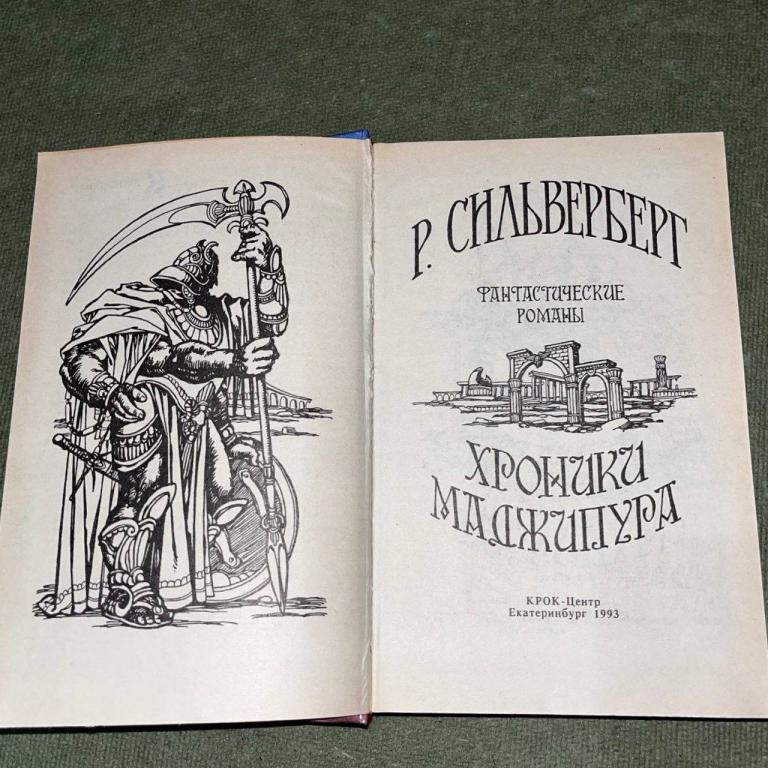 Р. СИЛЬВЕРБЕРГ
ФАНТАСТИЧЕСКИЕ
РОМАНЫ
ХРОНИКИ
МАДЖИПУРА
КРОК-Центр
Екатеринбург 1993